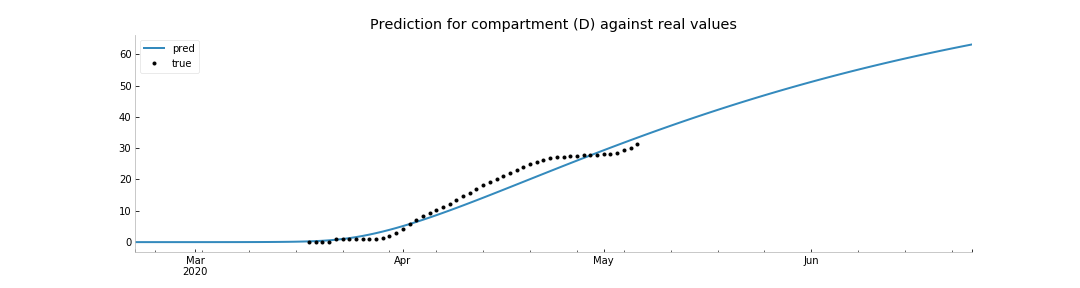 Prediction for compartment (D) against real values
pred
true
60
50
40
30
20
10
0
Mar
2020
Apr
May
Jun